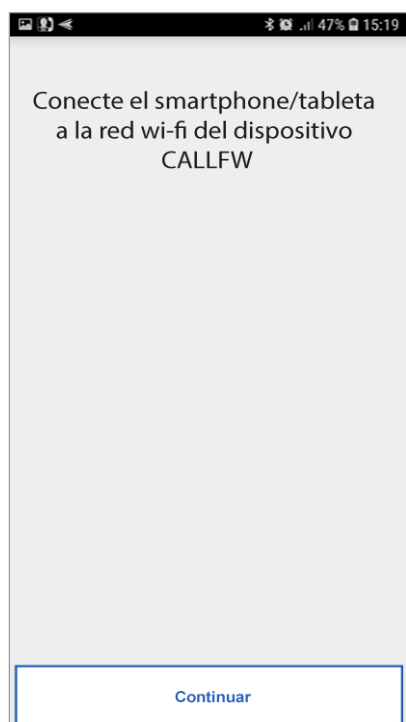 47% 15:19
Conecte el smartphone/tableta
a la red wi-fi del dispositivo
CALLFW
Continuar